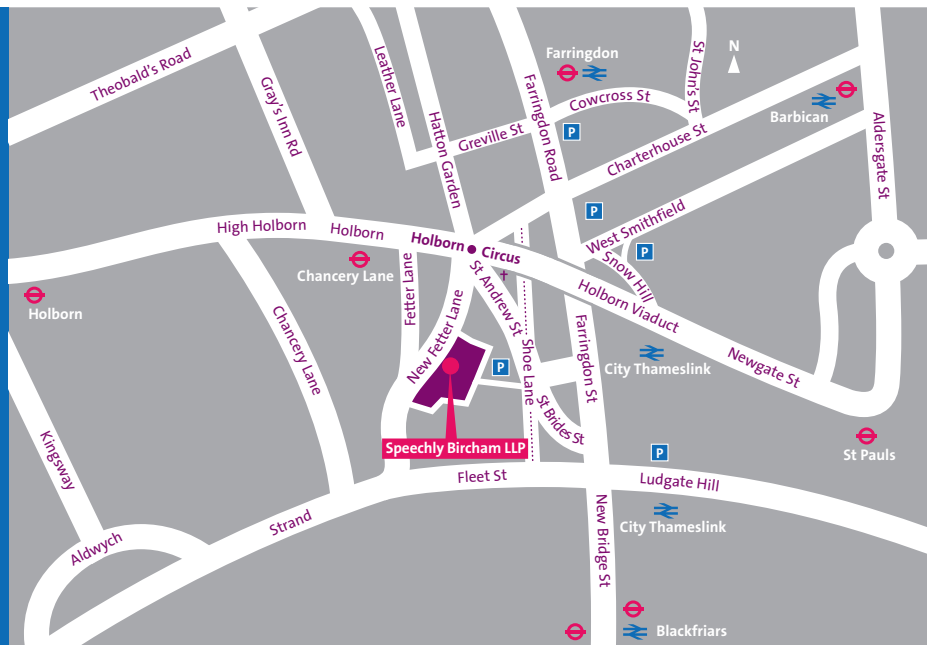 Theobald's Road
Gray's Inn Rd
Leather Lane
Hatton Garden
Greville St
Farringdon
Farringdon Road
Cowcross St
St John's St
N
Barbican
Aldersgate St
Charterhouse St
West Smithfield
Snow Hill
P
P
P
High Holborn
Holborn
Holborn Circus
Chancery Lane
Holborn
Fetter Lane
New Fetter Lane
St Andrew St
Shoe Lane
Holborn Viaduct
Newgate St
Farringdon St
City Thameslink
Chancery Lane
P
St Brides St
Speechly Bircham LLP
Kingsway
Aldwych
Strand
Fleet St
P
Ludgate Hill
St Pauls
City Thameslink
New Bridge St
Blackfriars